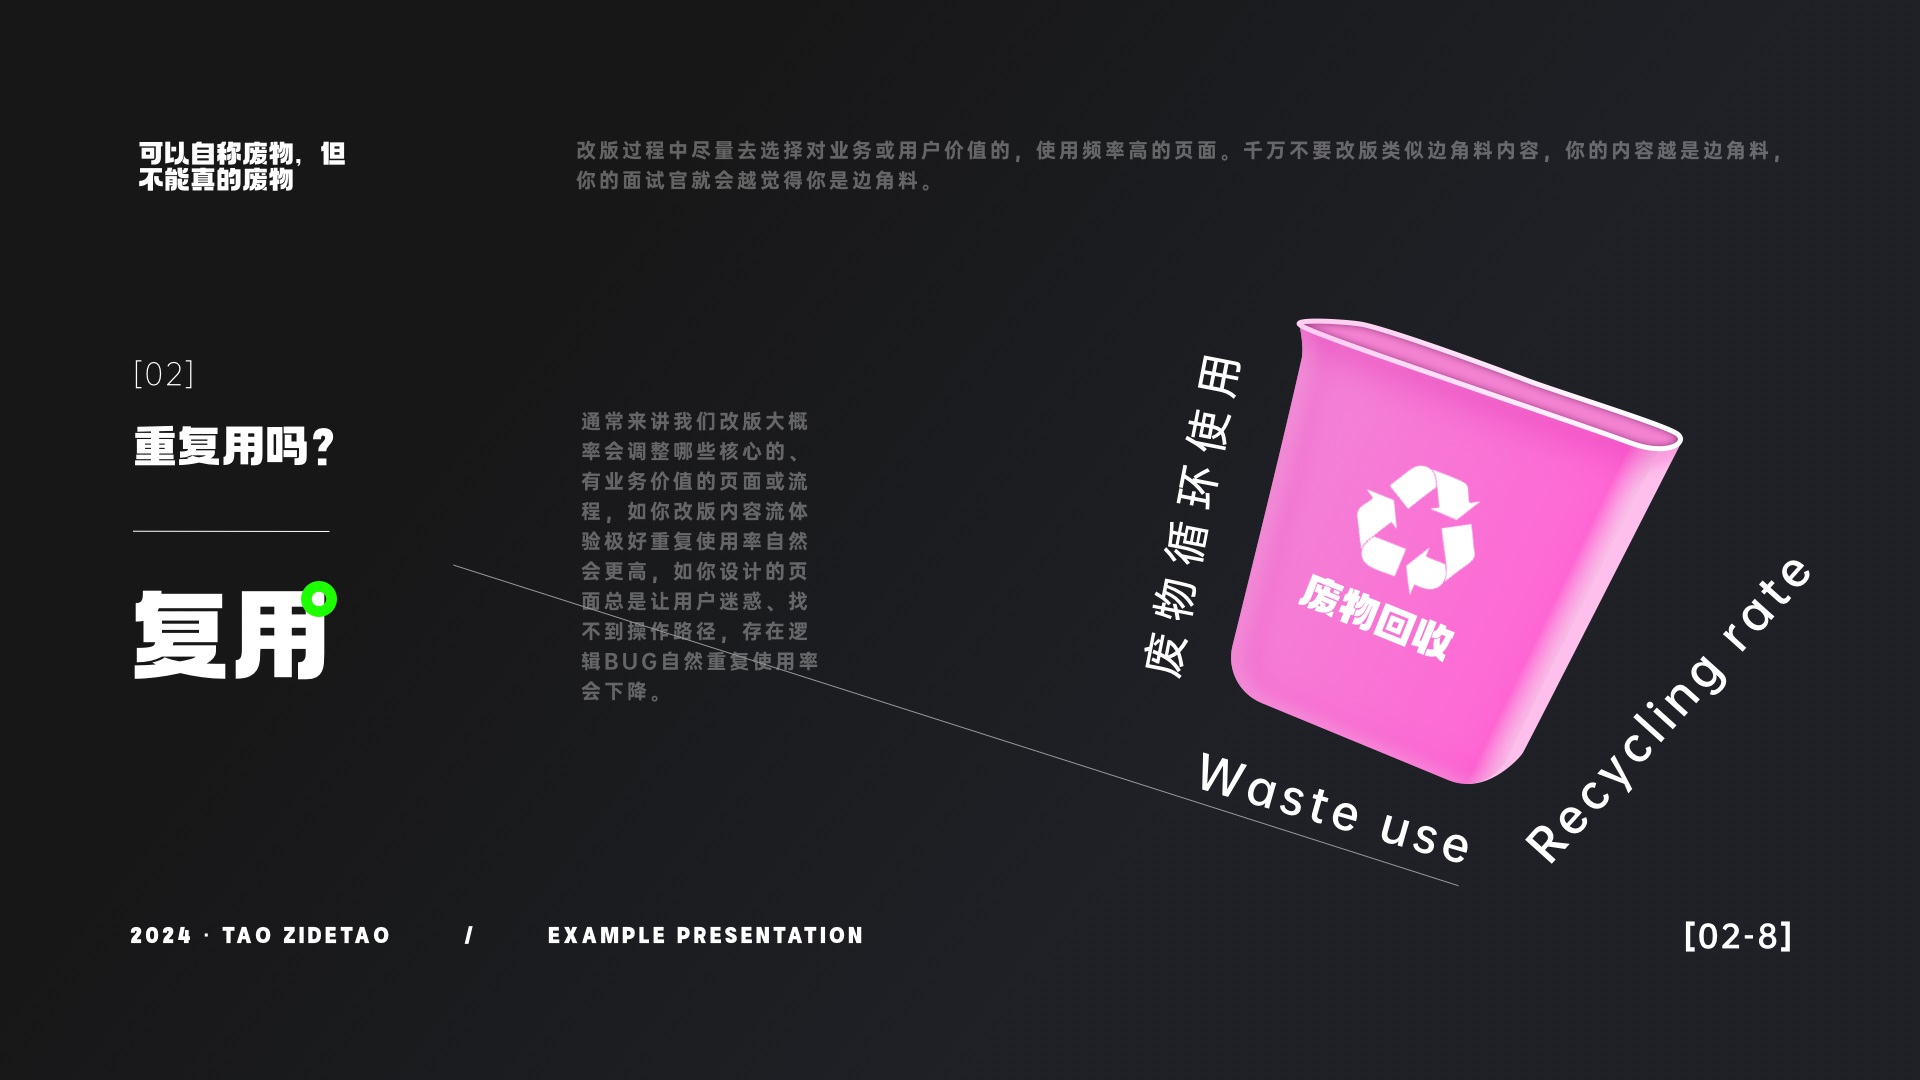 可以自称废物，但
不能真的废物
改版过程中尽量去选择对业务或用户价值的，使用频率高的页面。千万不要改版类似边角料内容，你的内容越是边角料，
你的面试官就会越觉得你是边角料。
[02]
重复用吗?
复用
通常来讲我们改版大概
率会调整哪些核心的、
有业务价值的页面或流
程，如你改版内容流体
验极好重复使用率自然
会更高，如你设计的页
面总是让用户迷惑、找
不到操作路径，存在逻
辑BUG自然重复使用率
会下降。
废物循环使用
废物回收
Waste use
Recycling rate
2024 · TAO ZIDETAO / EXAMPLE PRESENTATION
[02-8]